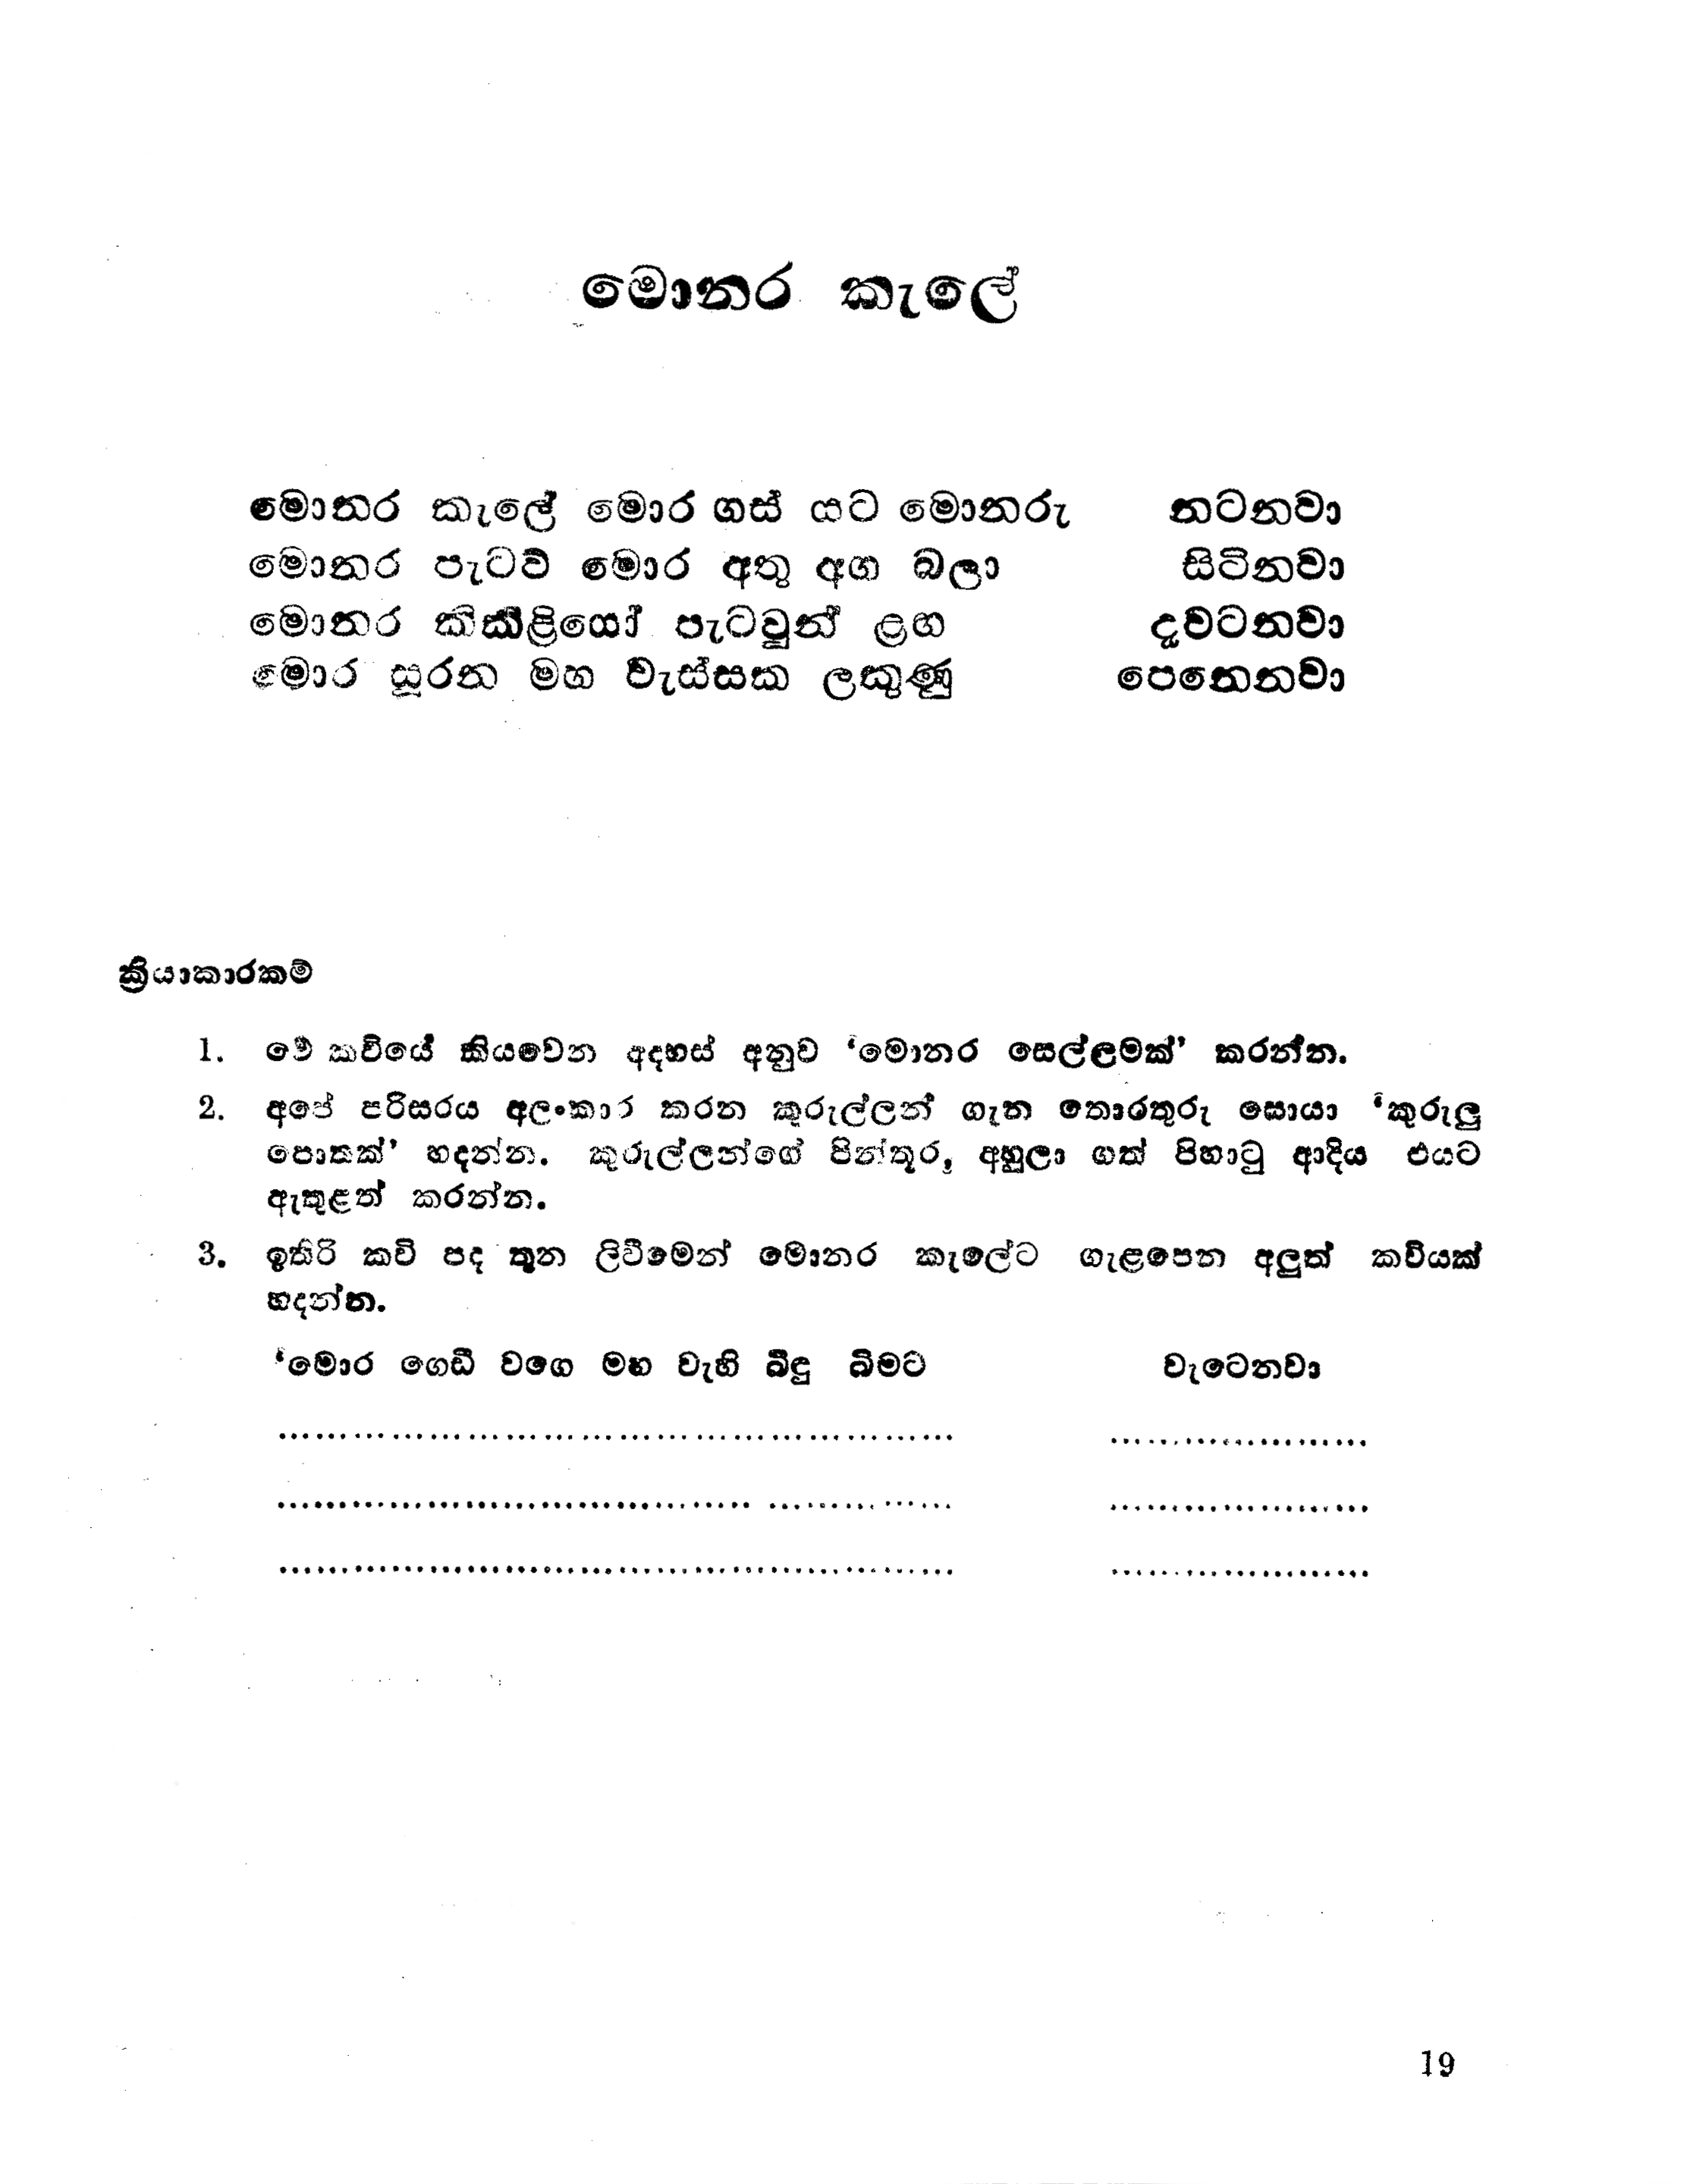 මොනර කැලේ
මොනර කැලේ මොර ගස් යට මොනරු නටනවා
මොනර පැටව් මොර අතු අග බලා සිටිනවා
මොනර කිකිළියෝ පැටවුන් ළඟ දෑවටනවා
මොර සූරන මහ වැස්සක ලකුණු පෙනෙනවා
ක්‍රියාකාරකම්
1. මේ කවියේ කියවෙන අදහස් අනුව ‘මොනර සෙල්ලමක්’ කරන්න.
2. අපේ පරිසරය අලංකාර කරන කුරුල්ලන් ගැන තොරතුරු සොයා ‘කුරුලු
පොතක්’ හදන්න. කුරුල්ලන්ගේ පින්තූර, අහුලා ගත් පිහාටු ආදිය එයට
ඇතුළත් කරන්න.
3. ඉතිරි කවි පද තුන ලිවීමෙන් මොනර කැලේට ගැළපෙන අලුත් කවියක්
හදන්න.
‘මොර ගෙඩි වගෙ මහ වැහි බිඳු බිමට වැටෙනවා
................................................ .....................
................................................ .....................
................................................ .....................
19